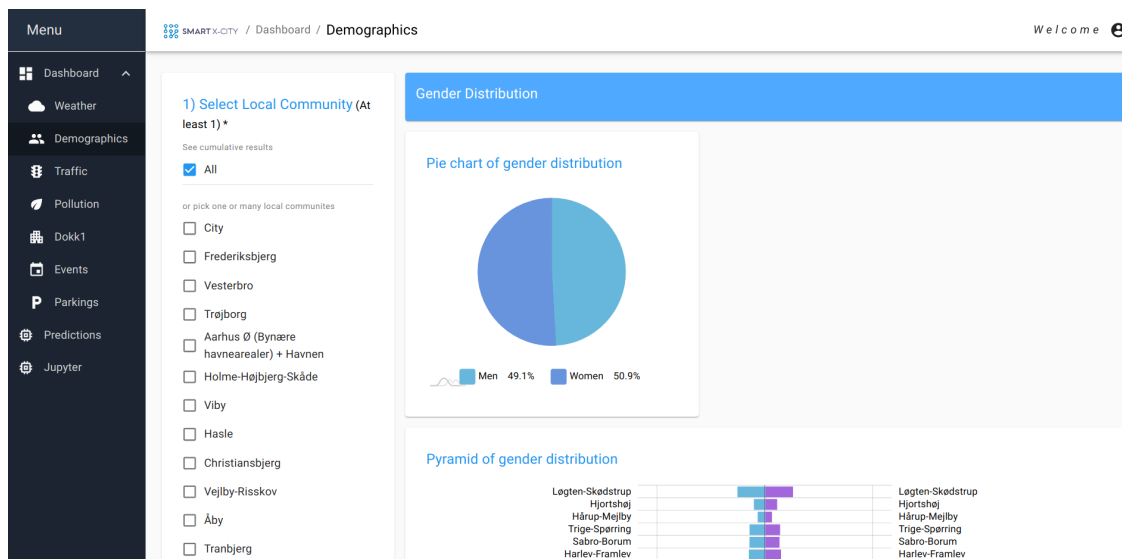 Menu
Dashboard
Weather
Demographics
Traffic
Pollution
Dokk1
Events
Parkings
Predictions
Jupyter
SMART X-CITY / Dashboard / Demographics
Welcome
1) Select Local Community (At
least 1) *
See cumulative results
All
or pick one or many local communites
City
Frederiksbjerg
Vesterbro
Trøjborg
Aarhus Ø (Bynære
havnearealer) + Havnen
Holme-Højbjerg-Skåde
Viby
Hasle
Christiansbjerg
Vejlby-Risskov
Åby
Tranbjerg
Gender Distribution
Pie chart of gender distribution
Men 49.1% Women 50.9%
Pyramid of gender distribution
Løgten-Skødstrup
Hjortshøj
Hårup-Mejlby
Trige-Spørring
Sabro-Borum
Harlev-Framlev
Løgten-Skødstrup
Hjortshøj
Hårup-Mejlby
Trige-Spørring
Sabro-Borum
Harlev-Framlev